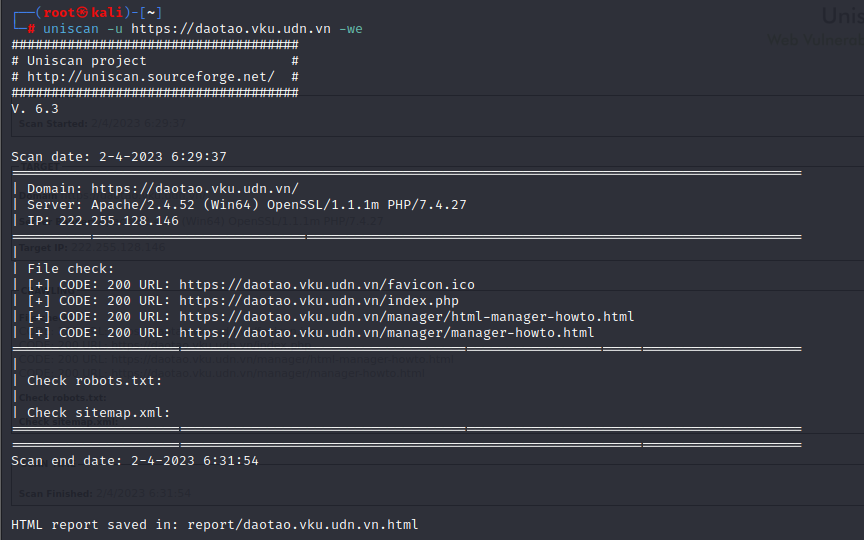 ┌──(root㉿kali)-[~]
└─# uniscan -u https://daotao.vku.udn.vn -we
####################################
# Uniscan project                  #
# http://uniscan.sourceforge.net/  #
####################################
V. 6.3
Scan date: 2-4-2023 6:29:37
===================================================================================================
| Domain: https://daotao.vku.udn.vn/
| Server: Apache/2.4.52 (Win64) OpenSSL/1.1.1m PHP/7.4.27
| IP: 222.255.128.146
===================================================================================================
|
| File check:
| [+] CODE: 200 URL: https://daotao.vku.udn.vn/favicon.ico
| [+] CODE: 200 URL: https://daotao.vku.udn.vn/index.php
| [+] CODE: 200 URL: https://daotao.vku.udn.vn/manager/html-manager-howto.html
| [+] CODE: 200 URL: https://daotao.vku.udn.vn/manager/manager-howto.html
===================================================================================================
|
| Check robots.txt:
|
| Check sitemap.xml:
===================================================================================================
===================================================================================================
Scan end date: 2-4-2023 6:31:54
HTML report saved in: report/daotao.vku.udn.vn.html